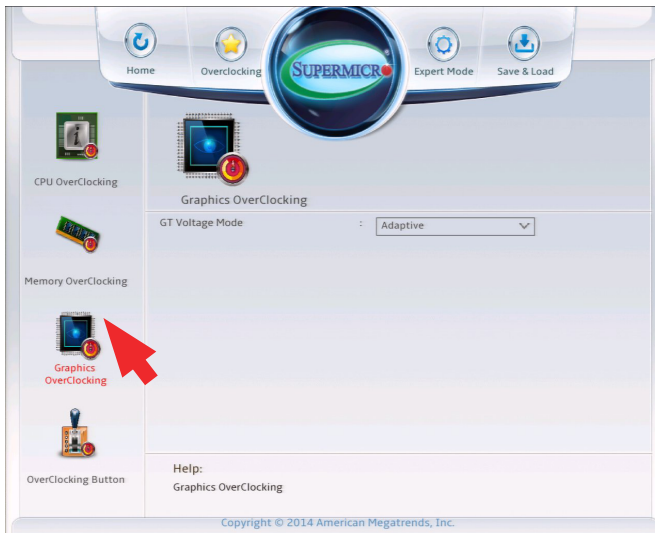 Home
Overclocking
SUPERMICRO
Expert Mode
Save & Load
CPU OverClocking
Memory OverClocking
Graphics
OverClocking
OverClocking Button
Graphics OverClocking
GT Voltage Mode : Adaptive
Help:
Graphics OverClocking
Copyright © 2014 American Megatrends, Inc.